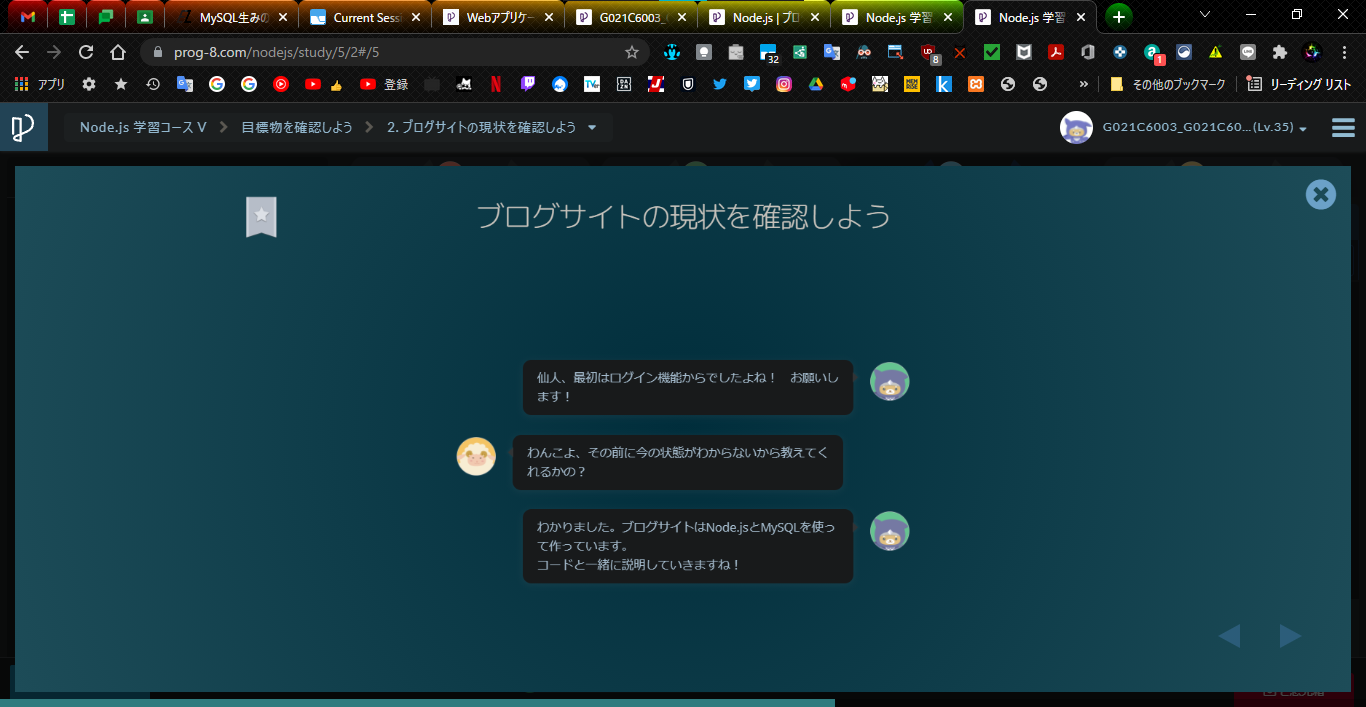 MySQL生みの
Current Sess
Webアプリケー
G021C6003_
Node.js | プロ
Node.js 学習
Node.js 学習
prog-8.com/nodejs/study/5/2#/5
32
8
1
アプリ
登録
その他のブックマーク
リーディング リスト
Node.js 学習コース V
目標物を確認しよう
2. ブログサイトの現状を確認しよう
G021C6003_G021C60...(Lv.35)
ブログサイトの現状を確認しよう
仙人、最初はログイン機能からでしたよね！　お願いし
ます！
わんこよ、その前に今の状態がわからないから教えてく
れるかの？
わかりました。ブログサイトはNode.jsとMySQLを使っ
て作っています。
コードと一緒に説明していきますね！